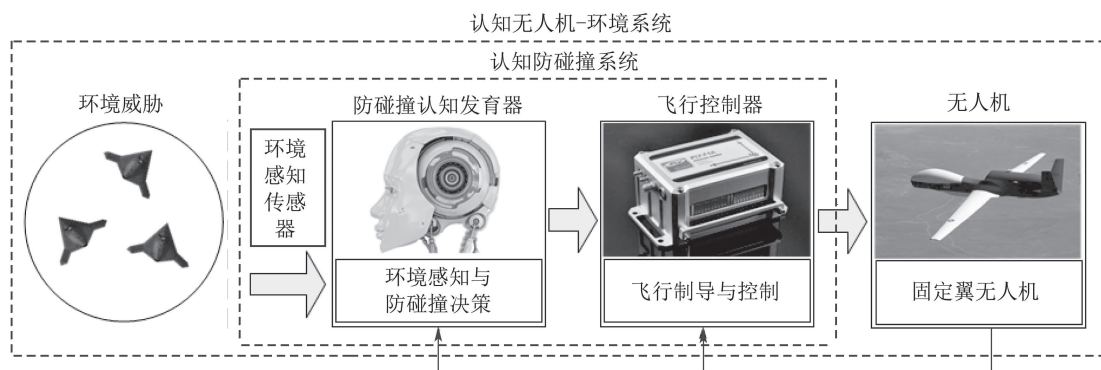 认知无人机-环境系统
认知防碰撞系统
环境威胁
防碰撞认知发育器
飞行控制器
无人机
环境
感知
传感
器
环境感知与
防碰撞决策
飞行制导与控制
固定翼无人机